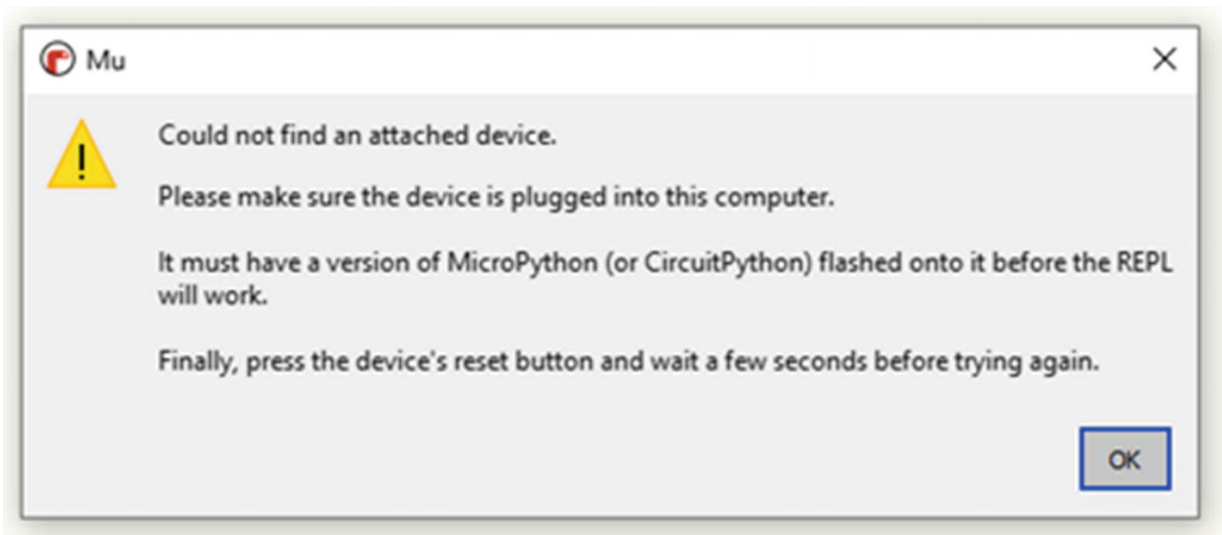 Mu
Could not find an attached device.
Please make sure the device is plugged into this computer.
It must have a version of MicroPython (or CircuitPython) flashed onto it before the REPL
will work.
Finally, press the device's reset button and wait a few seconds before trying again.
OK